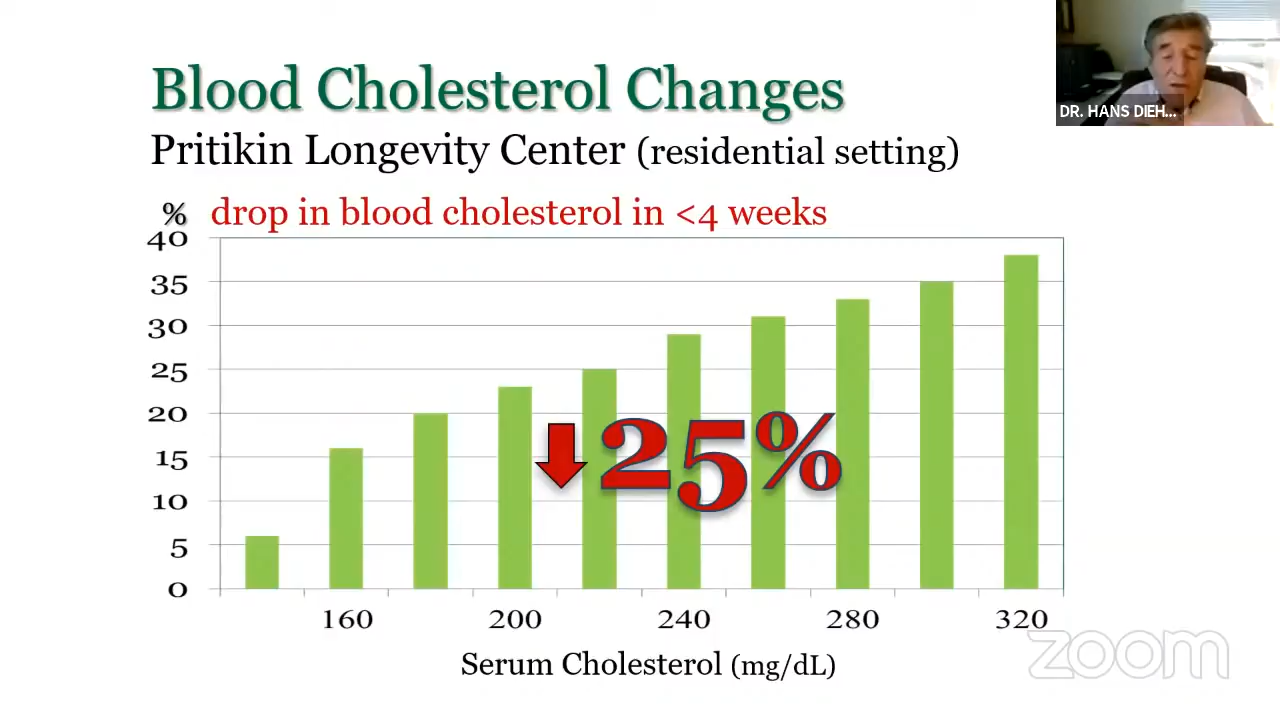 Blood Cholesterol Changes
DR. HANS DIEH...
Pritikin Longevity Center (residential setting)
% drop in blood cholesterol in <4 weeks
40
35
30
25
20
15
10
5
0
25%
160 200 240 280 320
Serum Cholesterol (mg/dL)
zoom